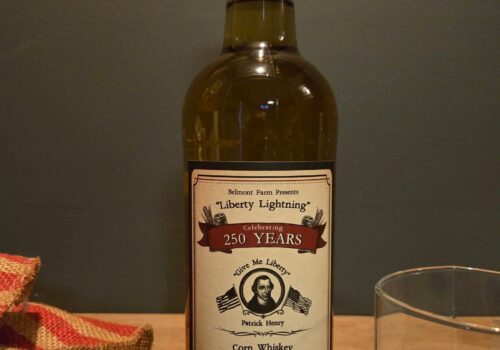 Belmont Farm Presents
"Liberty Lightning"
Celebrating
250 YEARS
"Give Me Liberty"
Patrick Henry
Corn Whiskey